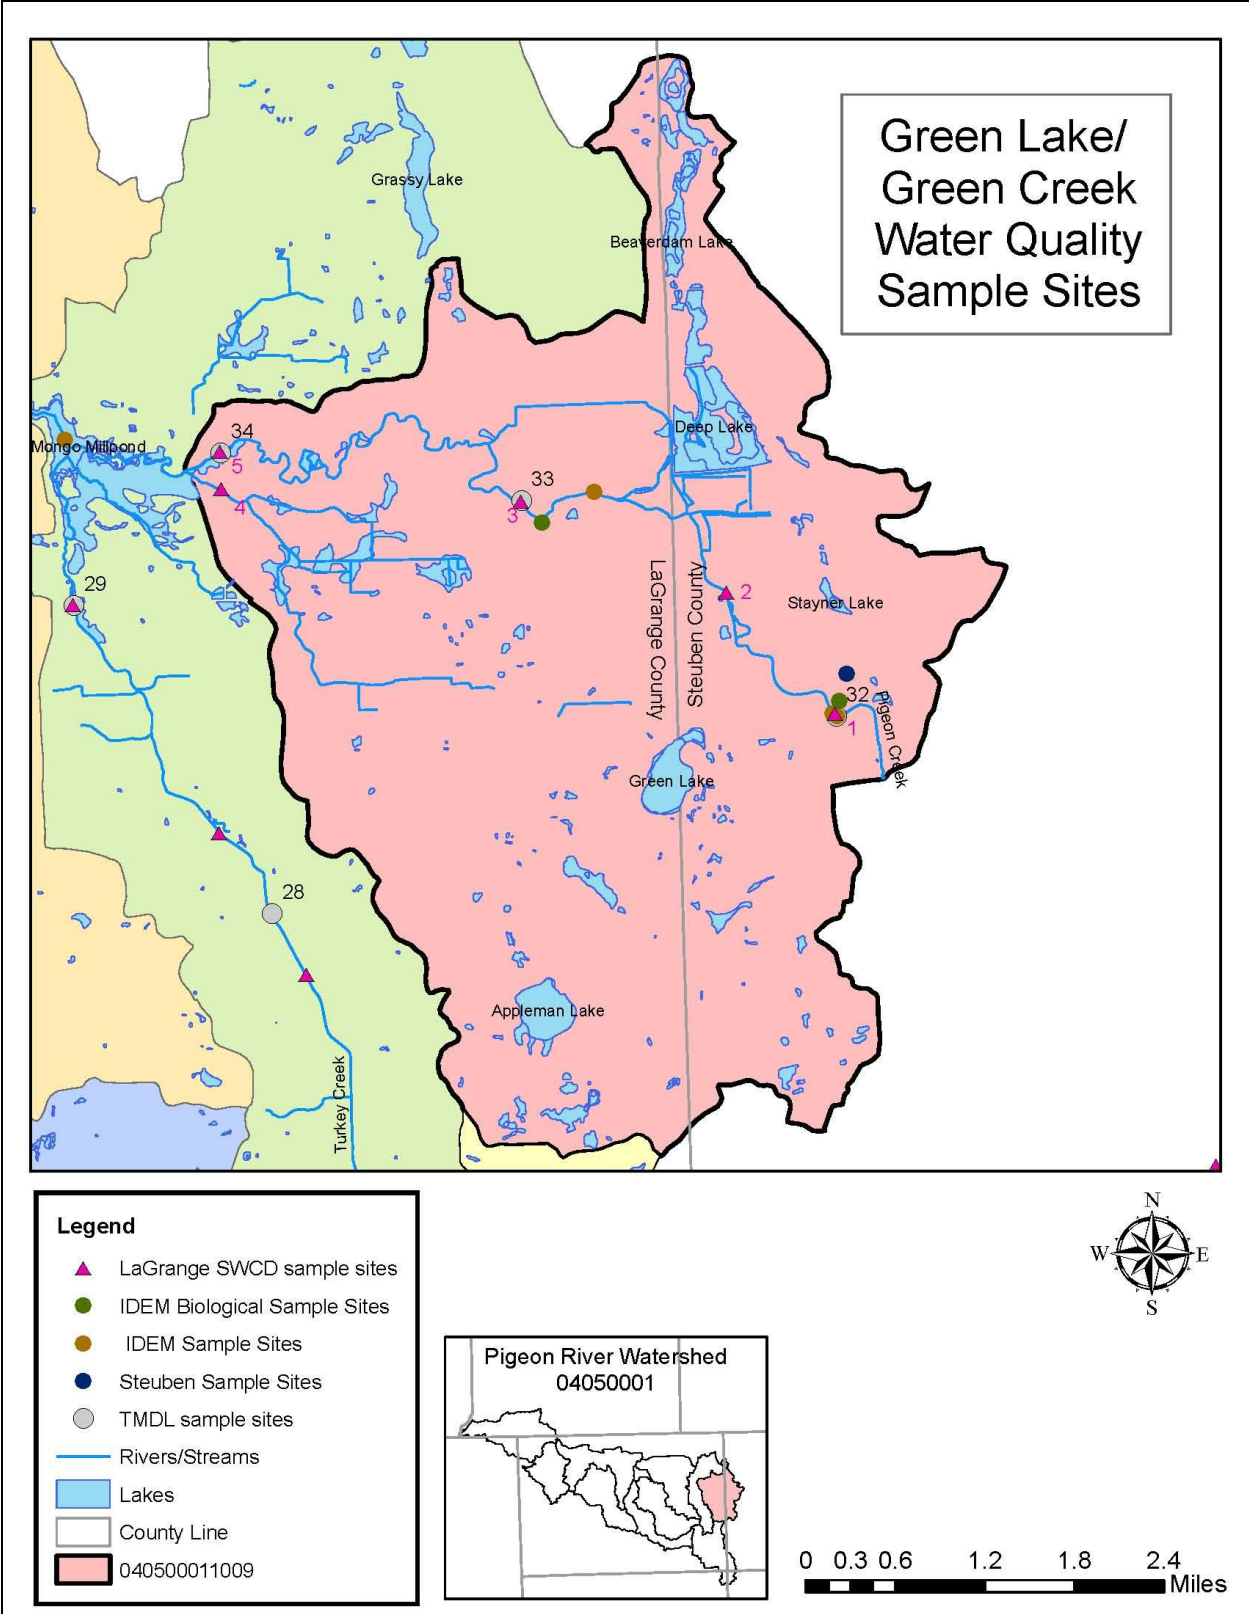 Green Lake/
Green Creek
Water Quality
Sample Sites
Grassy Lake
Beaverdam Lake
Deep Lake
Mongo Millpond
34
5
4
33
3
29
LaGrange County
Steuben County
2
Stayner Lake
32
1
Pigeon Creek
Green Lake
28
Appleman Lake
Turkey Creek
Legend
LaGrange SWCD sample sites
IDEM Biological Sample Sites
IDEM Sample Sites
Steuben Sample Sites
TMDL sample sites
Rivers/Streams
Lakes
County Line
040500011009
Pigeon River Watershed
04050001
N
W E
S
0 0.3 0.6 1.2 1.8 2.4
Miles